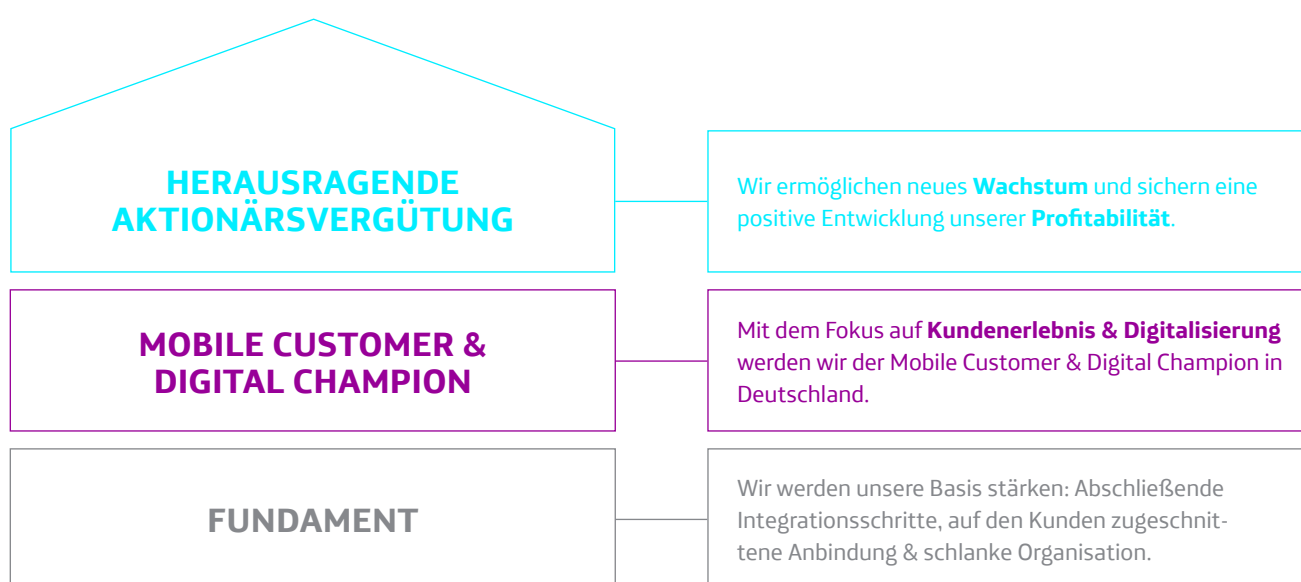 HERAUSRAGENDE
AKTIONÄRSVERGÜTUNG
Wir ermöglichen neues Wachstum und sichern eine
positive Entwicklung unserer Profitabilität.
MOBILE CUSTOMER &
DIGITAL CHAMPION
Mit dem Fokus auf Kundenerlebnis & Digitalisierung
werden wir der Mobile Customer & Digital Champion in
Deutschland.
FUNDAMENT
Wir werden unsere Basis stärken: Abschließende
Integrationsschritte, auf den Kunden zugeschnit-
tene Anbindung & schlanke Organisation.